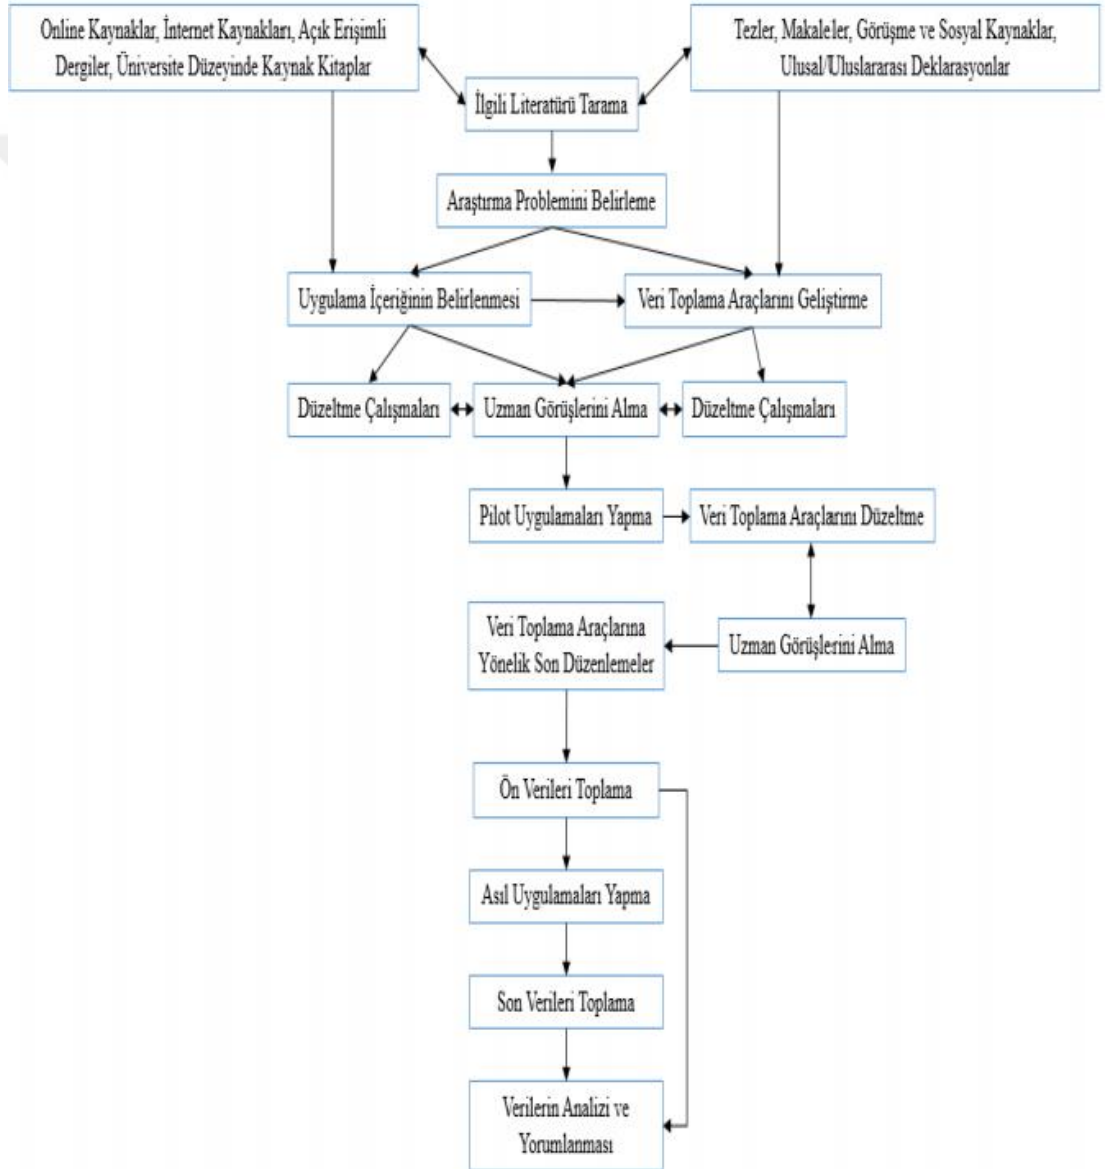 Online Kaynaklar, İnternet Kaynakları, Açık Erişimli
Dergiler, Üniversite Düzeyinde Kaynak Kitaplar
Tezler, Makaleler, Görüşme ve Sosyal Kaynaklar,
Ulusal/Uluslararası Deklarasyonlar
İlgili Literatürü Tarama
Araştırma Problemini Belirleme
Uygulama İçeriğinin Belirlenmesi
Veri Toplama Araçlarını Geliştirme
Düzeltme Çalışmaları
Uzman Görüşlerini Alma
Düzeltme Çalışmaları
Pilot Uygulamaları Yapma
Veri Toplama Araçlarını Düzeltme
Veri Toplama Araçlarına
Yönelik Son Düzenlemeler
Uzman Görüşlerini Alma
Ön Verileri Toplama
Asıl Uygulamaları Yapma
Son Verileri Toplama
Verilerin Analizi ve
Yorumlanması